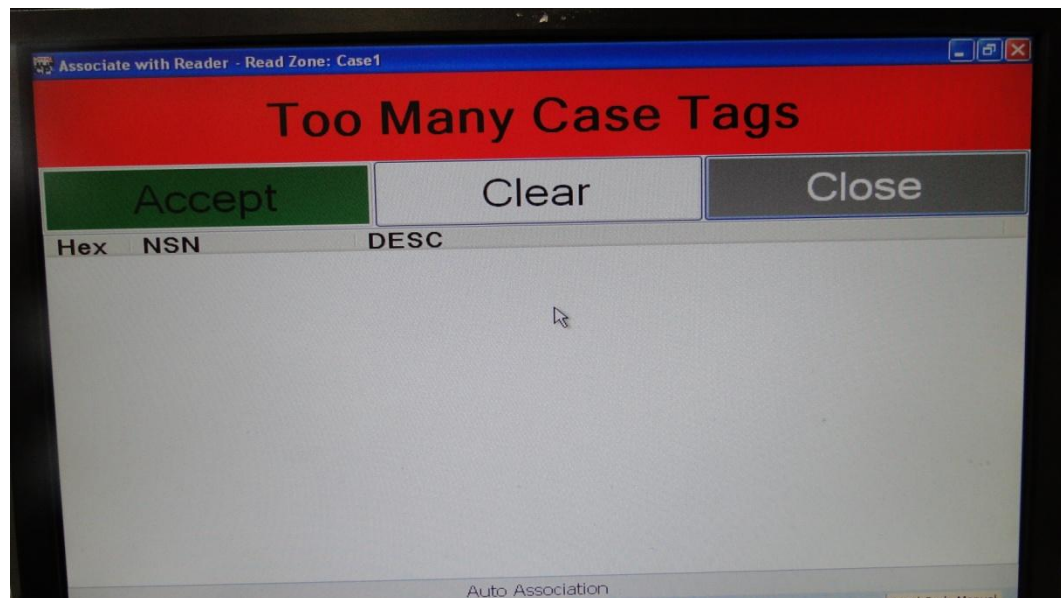 Associate with Reader - Read Zone: Case1
Too Many Case Tags
Accept Clear Close
Hex NSN DESC
Auto Association